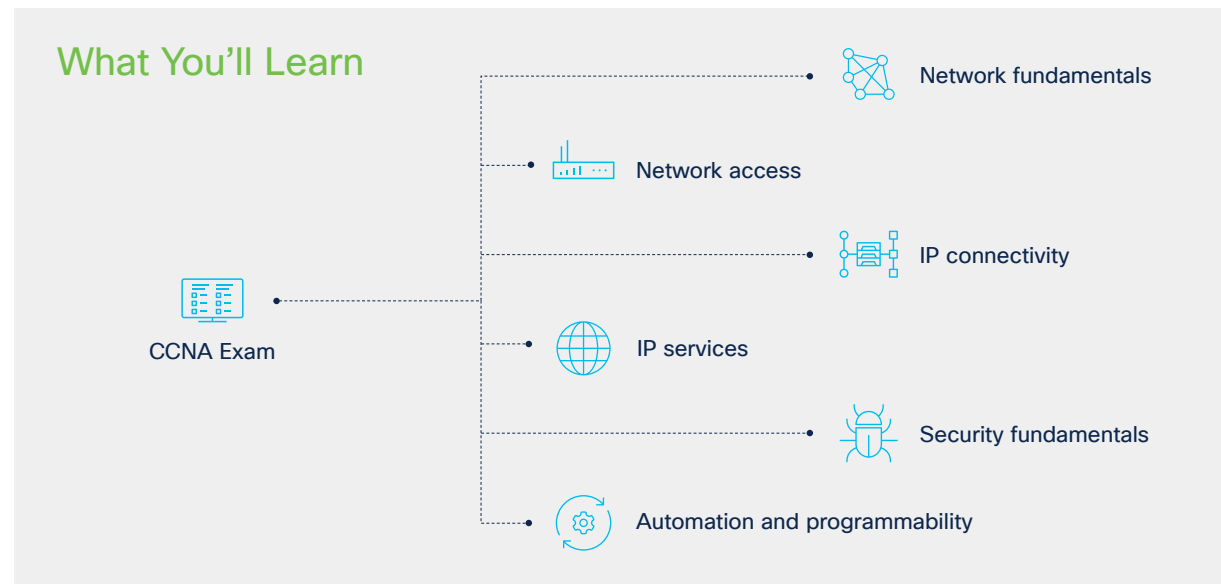 What You'll Learn
Network fundamentals
Network access
IP connectivity
CCNA Exam
IP services
Security fundamentals
Automation and programmability